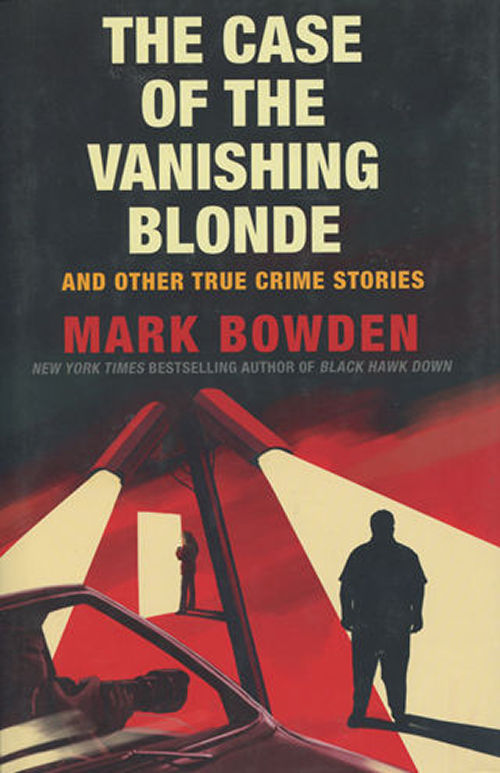 THE CASE
OF THE
VANISHING
BLONDE
AND OTHER TRUE CRIME STORIES
MARK BOWDEN
NEW YORK TIMES BESTSELLING AUTHOR OF BLACK HAWK DOWN